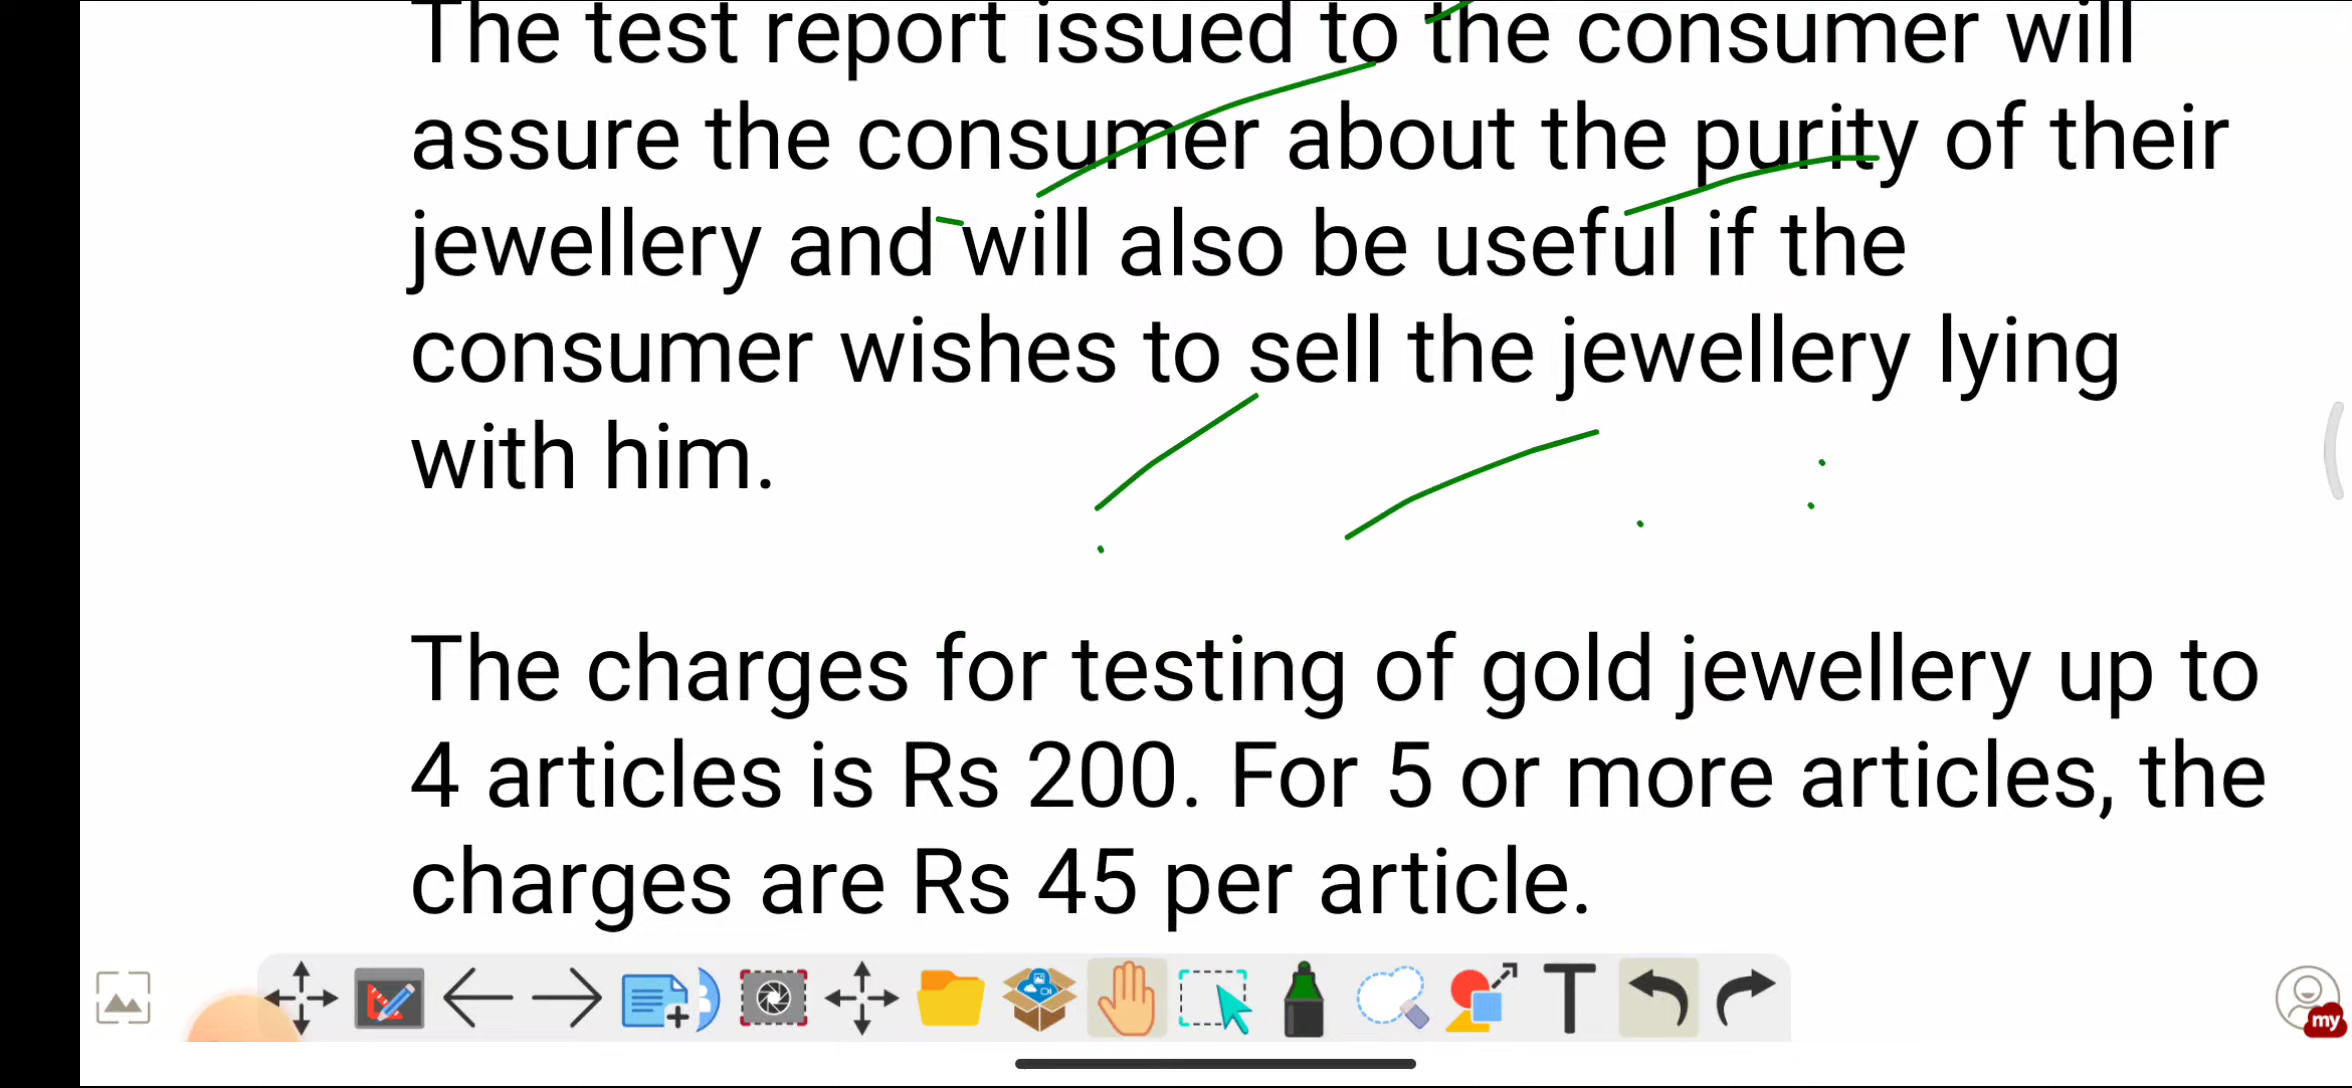 The test report issued to the consumer will
assure the consumer about the purity of their
jewellery and will also be useful if the
consumer wishes to sell the jewellery lying
with him.
The charges for testing of gold jewellery up to
4 articles is Rs 200. For 5 or more articles, the
charges are Rs 45 per article.
T
my